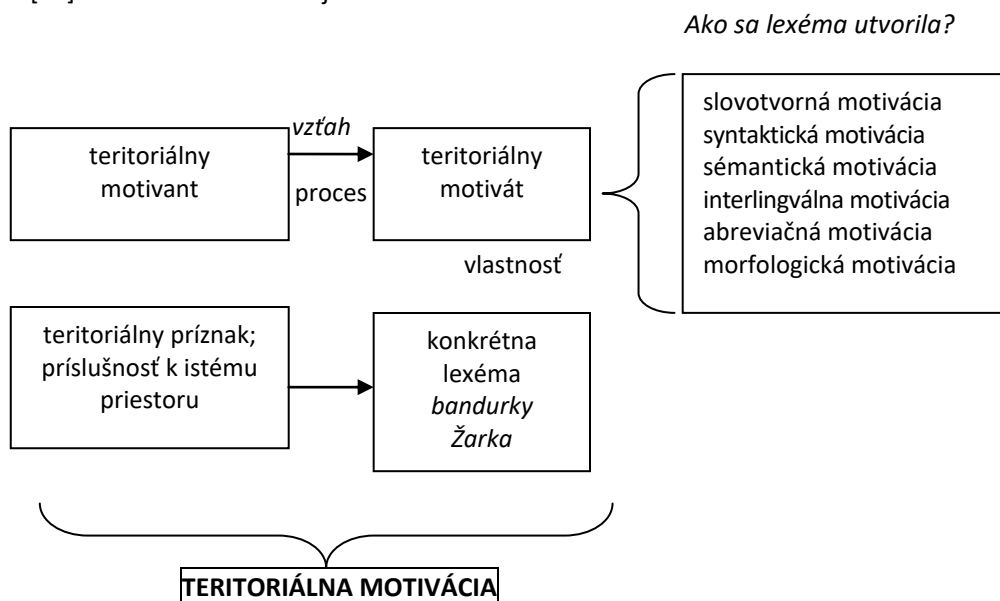 Ako sa lexéma utvorila?
teritoriálny
motivant
vzťah
proces
teritoriálny
motivát
vlastnosť
slovotvorná motivácia
syntaktická motivácia
sémantická motivácia
interlingválna motivácia
abreviačná motivácia
morfologická motivácia
teritoriálny príznak;
príslušnosť k istému
priestoru
konkrétna
lexéma
bandurky
Žarka
TERITORIÁLNA MOTIVÁCIA